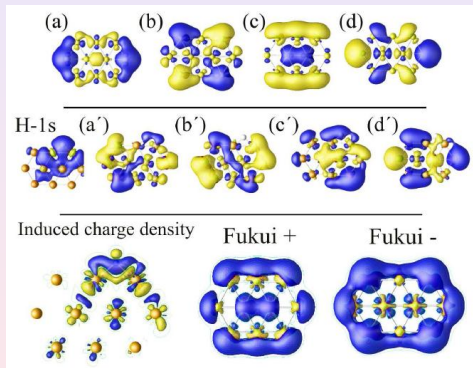 (a) (b) (c) (d)
H-1s (a′) (b′) (c′) (d′)
Induced charge density Fukui + Fukui -